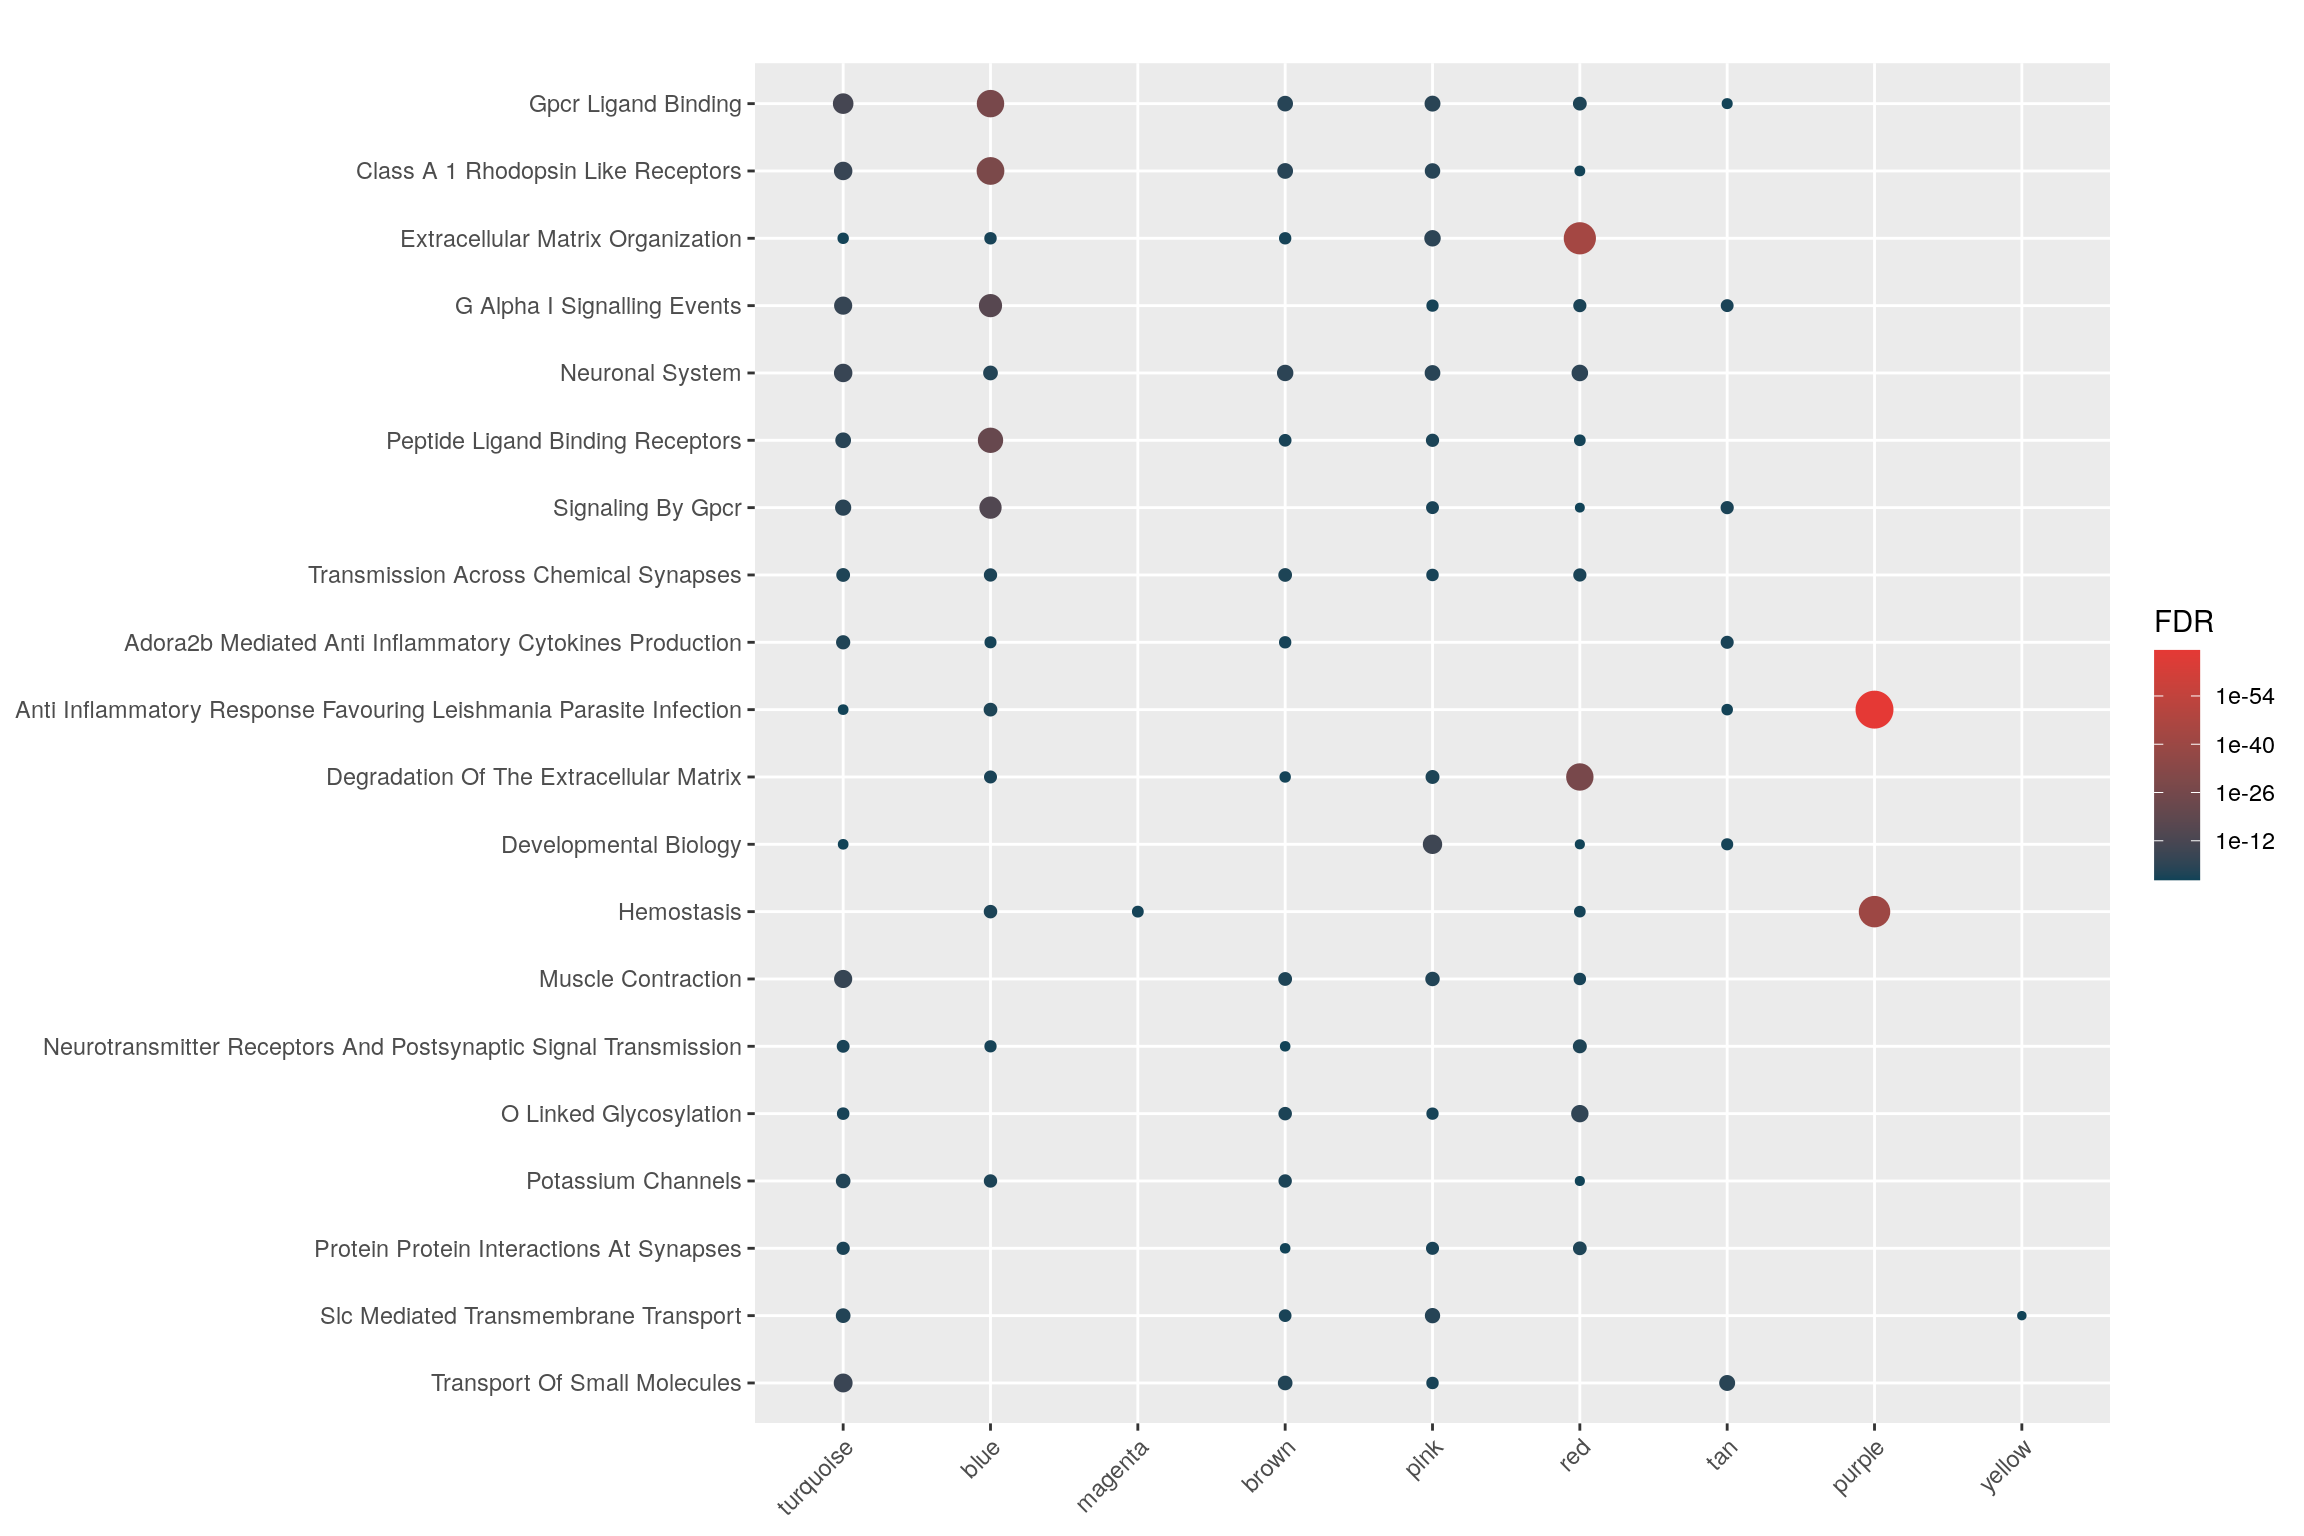 Gpcr Ligand Binding
Class A 1 Rhodopsin Like Receptors
Extracellular Matrix Organization
G Alpha I Signalling Events
Neuronal System
Peptide Ligand Binding Receptors
Signaling By Gpcr
Transmission Across Chemical Synapses
Adora2b Mediated Anti Inflammatory Cytokines Production
Anti Inflammatory Response Favouring Leishmania Parasite Infection
Degradation Of The Extracellular Matrix
Developmental Biology
Hemostasis
Muscle Contraction
Neurotransmitter Receptors And Postsynaptic Signal Transmission
O Linked Glycosylation
Potassium Channels
Protein Protein Interactions At Synapses
Slc Mediated Transmembrane Transport
Transport Of Small Molecules
turquoise
blue
magenta
brown
pink
red
tan
purple
yellow
FDR
1e-54
1e-40
1e-26
1e-12